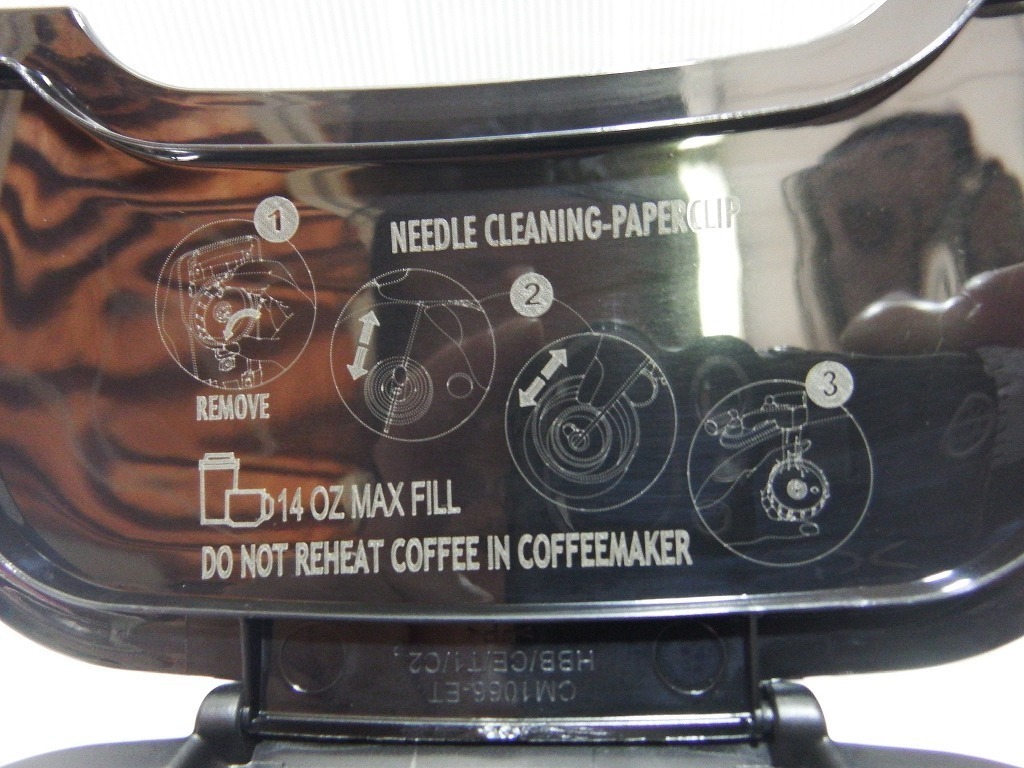 NEEDLE CLEANING-PAPERCLIP
1
2
3
REMOVE
14 OZ MAX FILL
DO NOT REHEAT COFFEE IN COFFEEMAKER
CM1066-ET
HBB/CE/T1/C2,